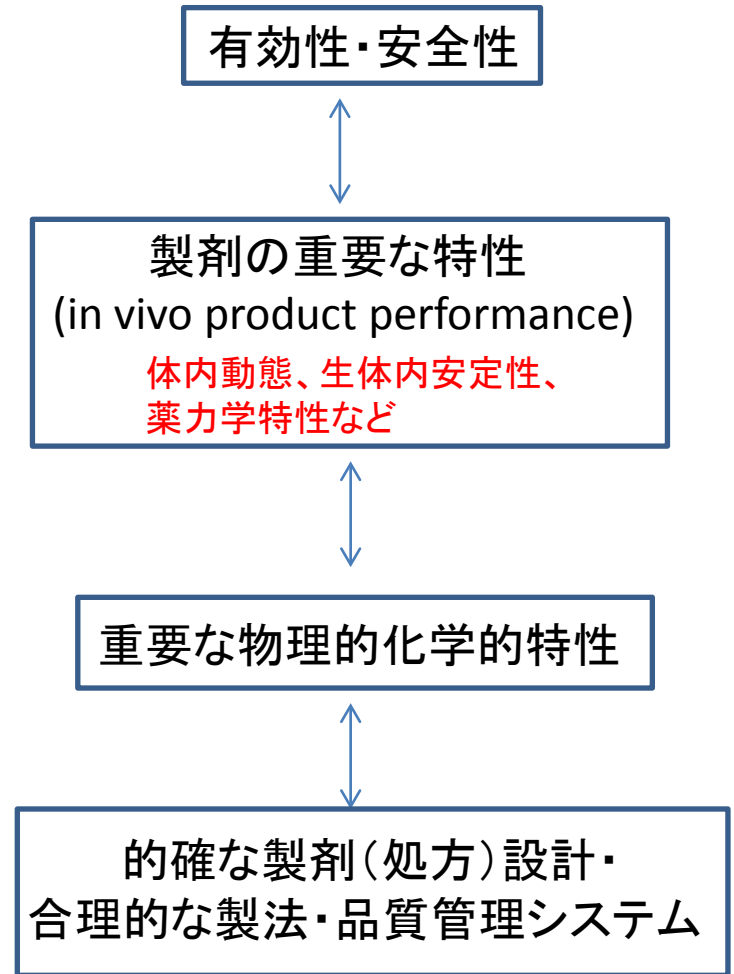 有効性・安全性
製剤の重要な特性
(in vivo product performance)
体内動態、生体内安定性、
薬力学特性など
重要な物理的化学的特性
的確な製剤（処方）設計・
合理的な製法・品質管理システム